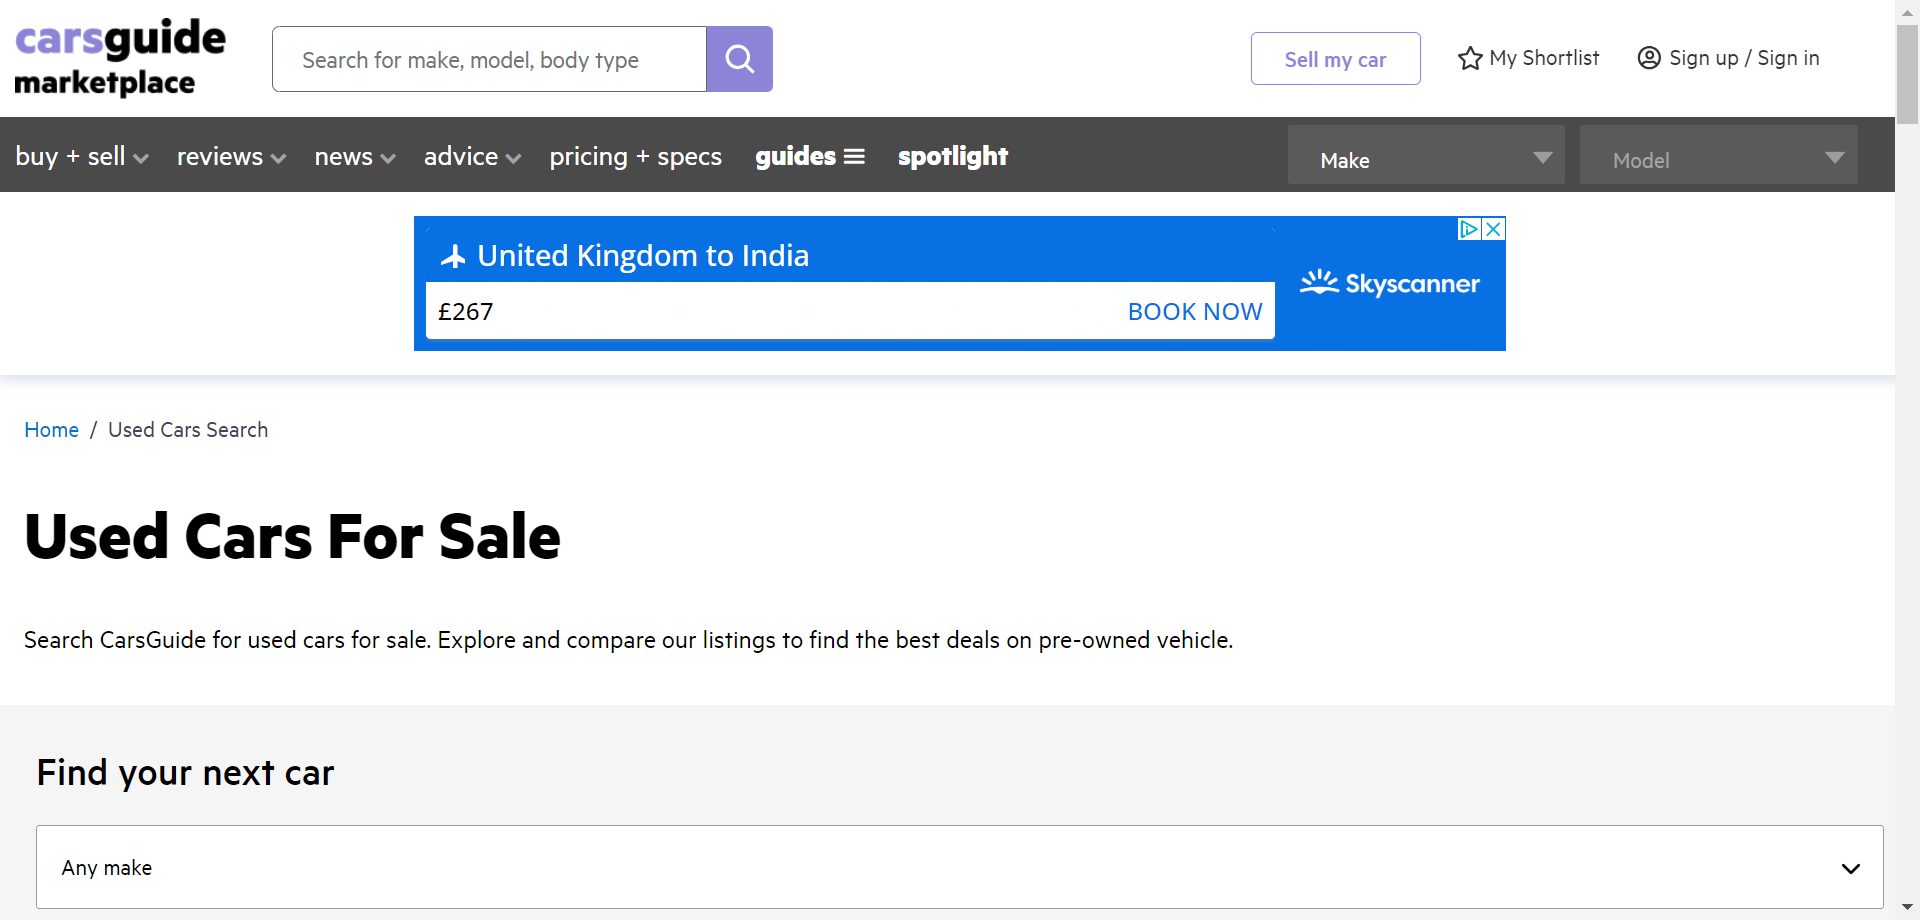 carsguide
marketplace
Search for make, model, body type
Sell my car
My Shortlist
Sign up / Sign in
buy + sell
reviews
news
advice
pricing + specs
guides
spotlight
Make
Model
United Kingdom to India
£267
BOOK NOW
Skyscanner
Home / Used Cars Search
Used Cars For Sale
Search CarsGuide for used cars for sale. Explore and compare our listings to find the best deals on pre-owned vehicle.
Find your next car
Any make